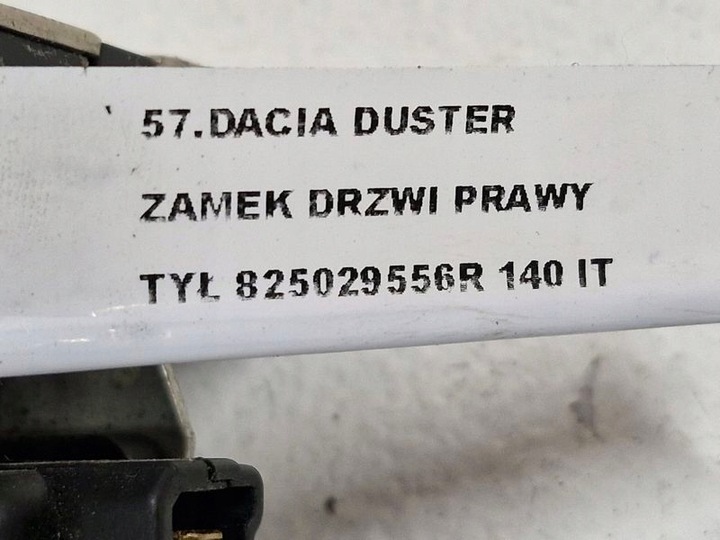 57.DACIA DUSTER
ZAMEK DRZWI PRAWY
TYŁ 825029556R 140 IT